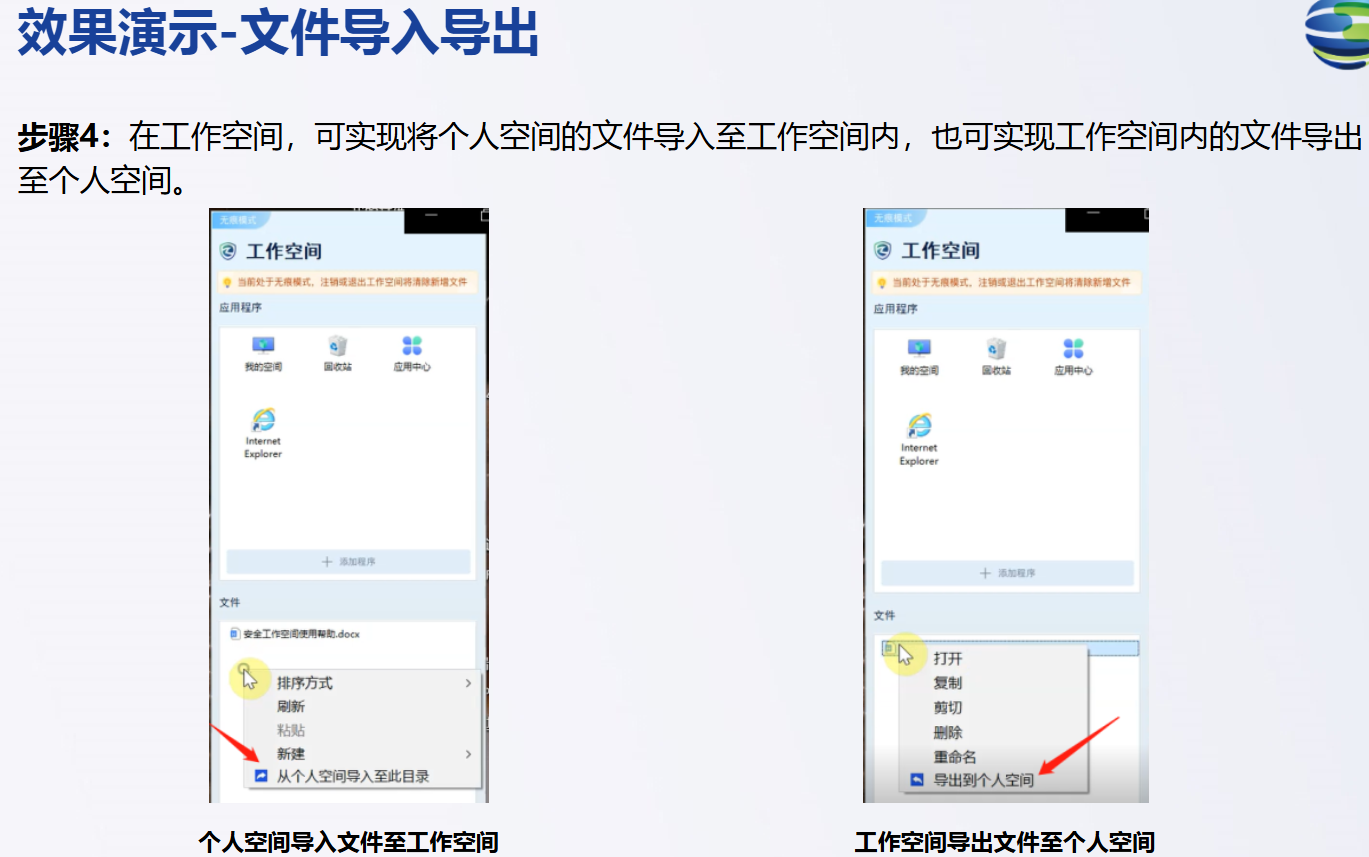 效果演示-文件导入导出
步骤4：在工作空间，可实现将个人空间的文件导入至工作空间内，也可实现工作空间内的文件导出
至个人空间。
无痕模式
工作空间
当前处于无痕模式，注销或退出工作空间将清除新增文件
应用程序
我的空间 回收站 应用中心
Internet
Explorer
添加程序
文件
安全工作空间使用帮助.docx
排序方式
刷新
粘贴
新建
从个人空间导入至此目录
个人空间导入文件至工作空间
无痕模式
工作空间
当前处于无痕模式，注销或退出工作空间将清除新增文件
应用程序
我的空间 回收站 应用中心
Internet
Explorer
添加程序
文件
打开
复制
剪切
删除
重命名
导出到个人空间
工作空间导出文件至个人空间